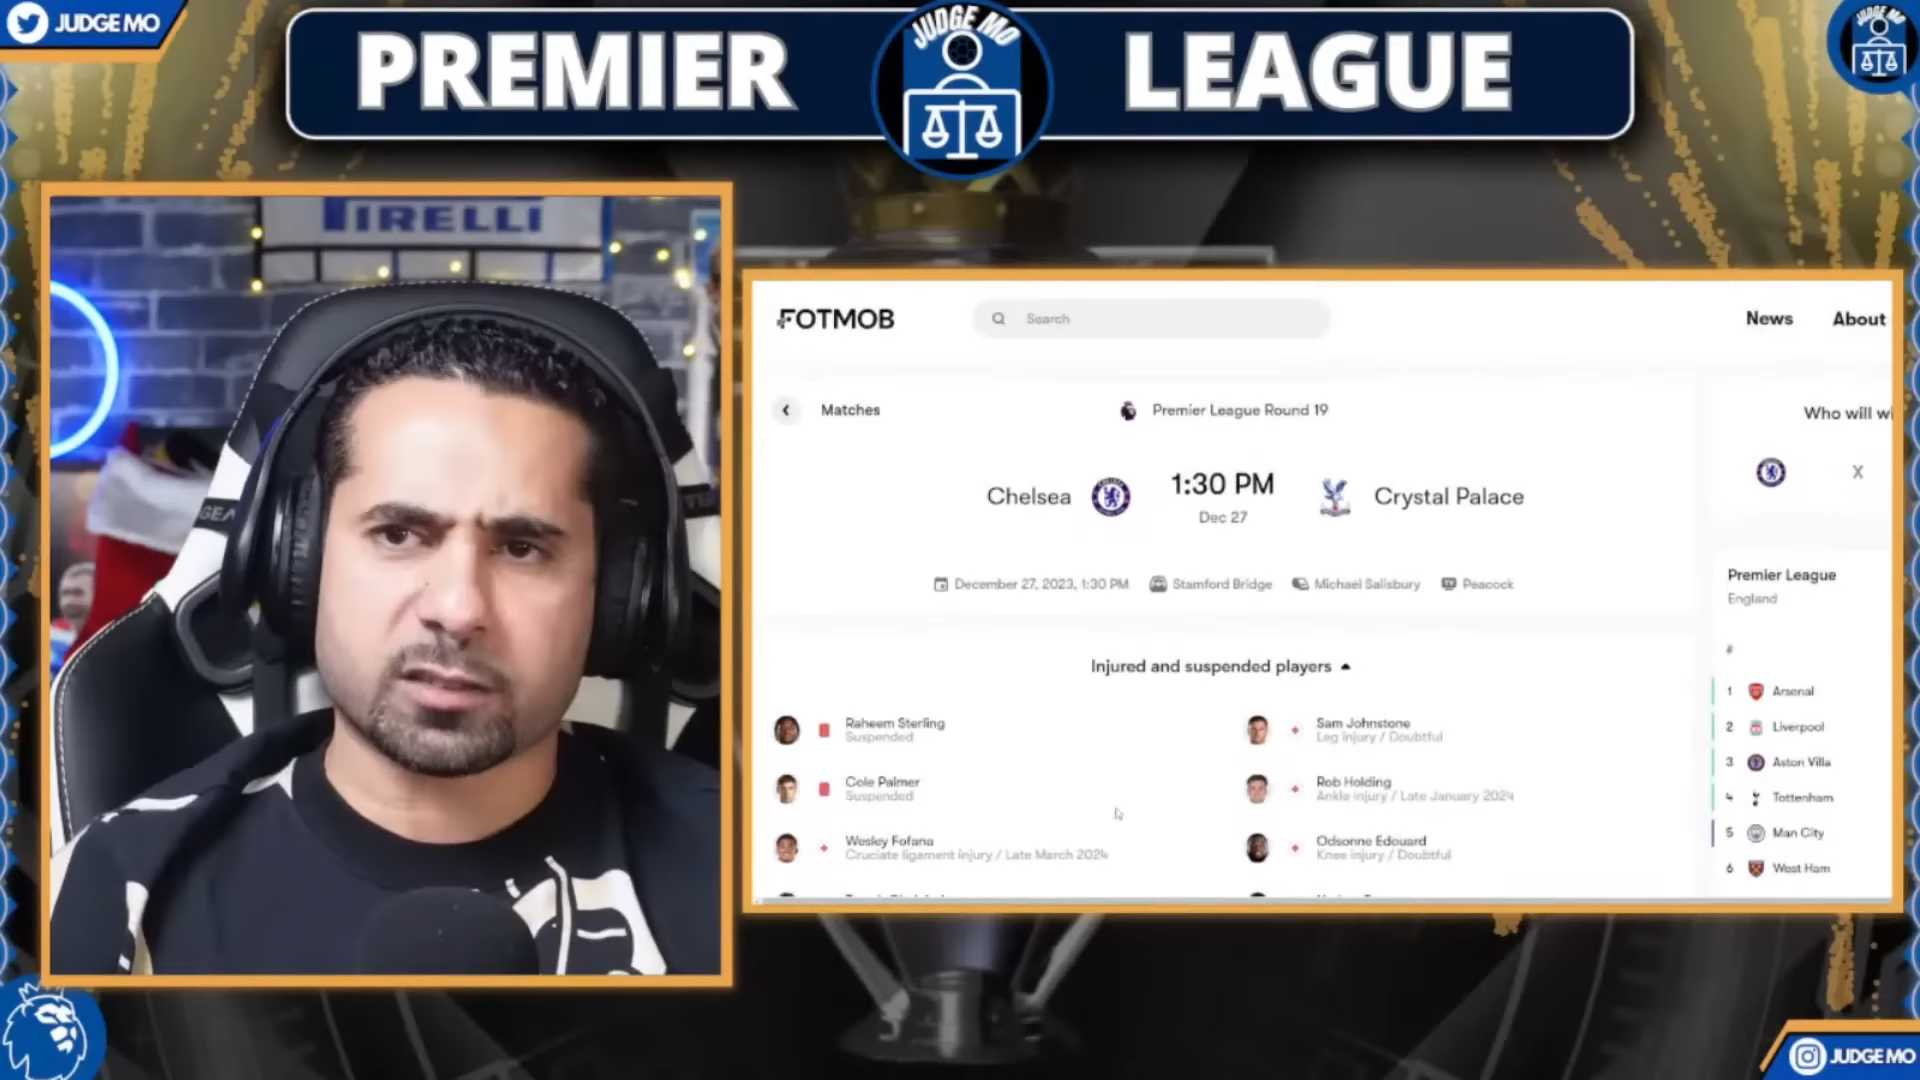 JUDGE MO
PREMIER
JUDGE MO
LEAGUE
JUDGE MO
PIRELLI
GEA
FOTMOB
Search
News
About
Matches
Premier League Round 19
Who will wi
Chelsea
1:30 PM
Dec 27
Crystal Palace
X
December 27, 2023, 1:30 PM
Stamford Bridge
Michael Salisbury
Peacock
Premier League
England
#
Injured and suspended players
1 Arsenal
2 Liverpool
3 Aston Villa
4 Tottenham
5 Man City
6 West Ham
Raheem Sterling
Suspended
Cole Palmer
Suspended
Wesley Fofana
Cruciate ligament injury / Late March 2024
Sam Johnstone
Leg injury / Doubtful
Rob Holding
Ankle injury / Late January 2024
Odsonne Edouard
Knee injury / Doubtful
JUDGE MO